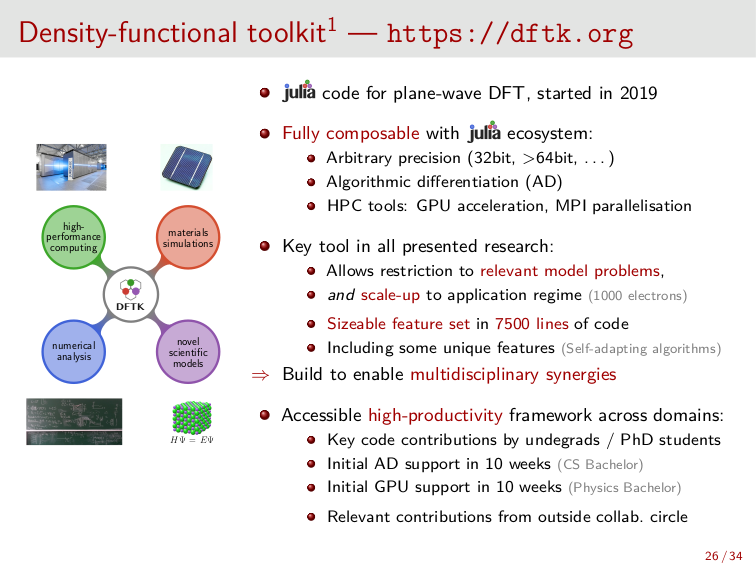 Density-functional toolkit¹ — https://dftk.org
julia code for plane-wave DFT, started in 2019
Fully composable with julia ecosystem:
Arbitrary precision (32bit, >64bit, . . . )
Algorithmic differentiation (AD)
HPC tools: GPU acceleration, MPI parallelisation
Key tool in all presented research:
Allows restriction to relevant model problems,
and scale-up to application regime (1000 electrons)
Sizeable feature set in 7500 lines of code
Including some unique features (Self-adapting algorithms)
⇒ Build to enable multidisciplinary synergies
Accessible high-productivity framework across domains:
Key code contributions by undegrads / PhD students
Initial AD support in 10 weeks (CS Bachelor)
Initial GPU support in 10 weeks (Physics Bachelor)
Relevant contributions from outside collab. circle
high-
performance
computing
materials
simulations
DFTK
numerical
analysis
novel
scientific
models
HΨ = EΨ
26 / 34